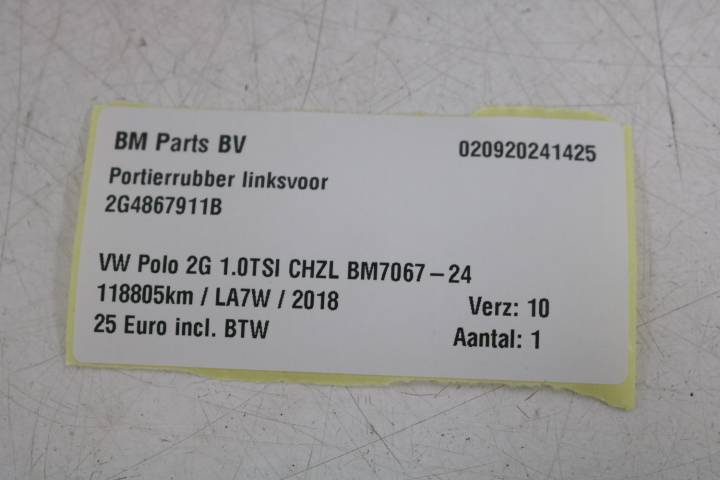 BM Parts BV 020920241425
Portierrubber linksvoor
2G4867911B
VW Polo 2G 1.0TSI CHZL BM7067-24
118805km / LA7W / 2018 Verz: 10
25 Euro incl. BTW Aantal: 1